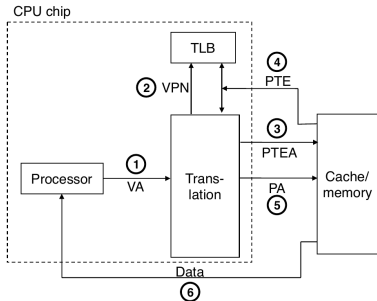 CPU chip
TLB
4
2
VPN
PTE
3
1
PTEA
Processor
VA
Trans-
lation
PA
Cache/
memory
5
Data
6